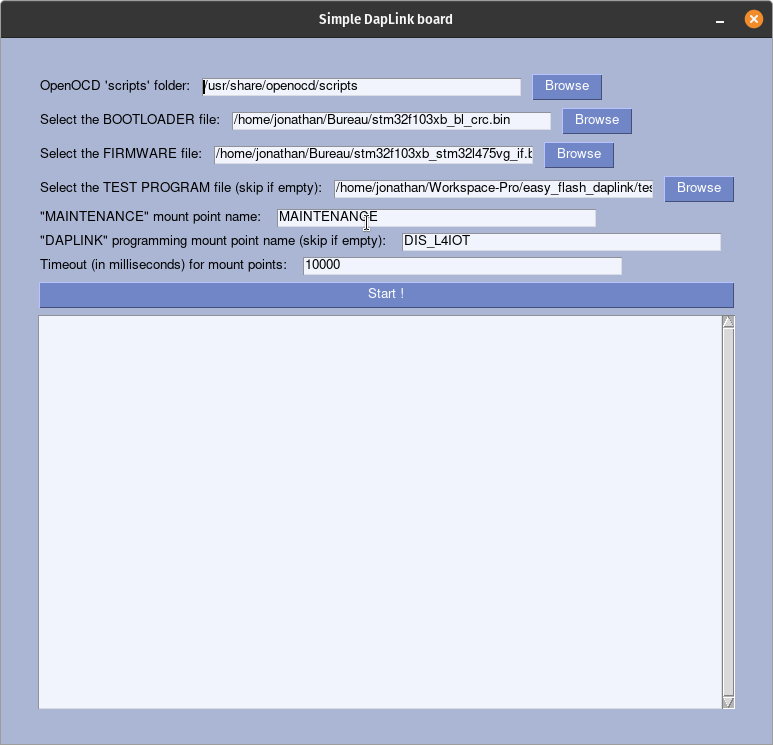 Simple DapLink board
OpenOCD 'scripts' folder: /usr/share/openocd/scripts Browse
Select the BOOTLOADER file: /home/jonathan/Bureau/stm32f103xb_bl_crc.bin Browse
Select the FIRMWARE file: /home/jonathan/Bureau/stm32f103xb_stm32l475vg_if.b Browse
Select the TEST PROGRAM file (skip if empty): /home/jonathan/Workspace-Pro/easy_flash_daplink/tes Browse
"MAINTENANCE" mount point name: MAINTENANCE
"DAPLINK" programming mount point name (skip if empty): DIS_L4IOT
Timeout (in milliseconds) for mount points: 10000
Start !